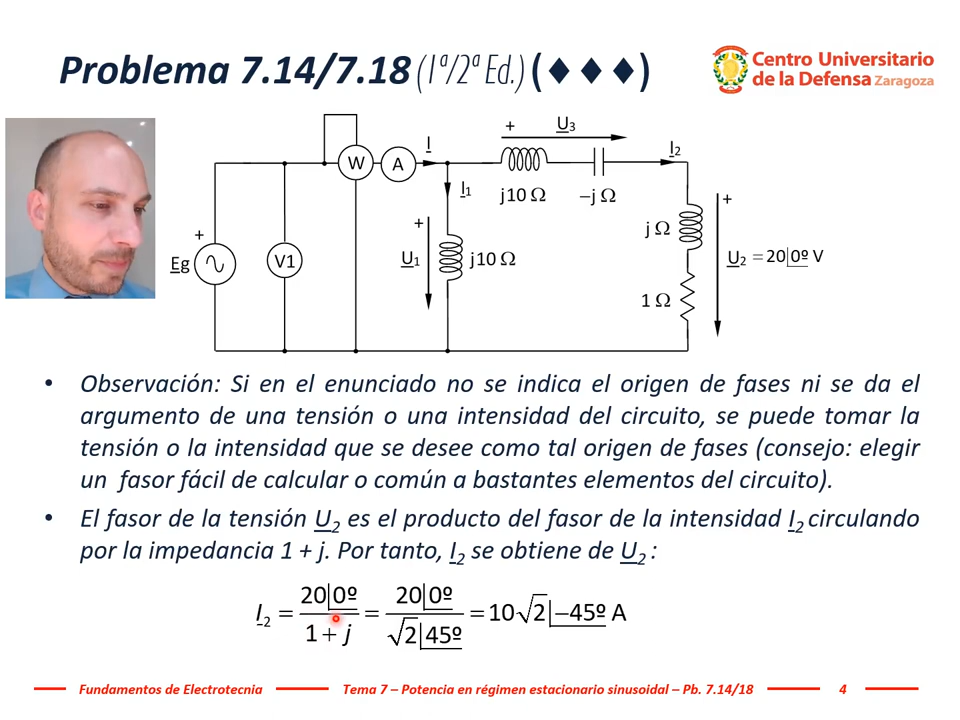 Problema 7.14/7.18 (1ª/2ª Ed.) (♦♦♦)
Centro Universitario
de la Defensa Zaragoza
+ U3
I
I2
W
A
I1
j10 Ω
−j Ω
+
+
+
jΩ
Eg
V1
U1
j10 Ω
U2 = 20|0º V
1 Ω
• Observación: Si en el enunciado no se indica el origen de fases ni se da el
argumento de una tensión o una intensidad del circuito, se puede tomar la
tensión o la intensidad que se desee como tal origen de fases (consejo: elegir
un fasor fácil de calcular o común a bastantes elementos del circuito).
• El fasor de la tensión U2 es el producto del fasor de la intensidad I2 circulando
por la impedancia 1 + j. Por tanto, I2 se obtiene de U2 :
I2 = 20|0º / 1 + j = 20|0º / √2|45º = 10√2|−45º A
Fundamentos de Electrotecnia
Tema 7 – Potencia en régimen estacionario sinusoidal – Pb. 7.14/18
4